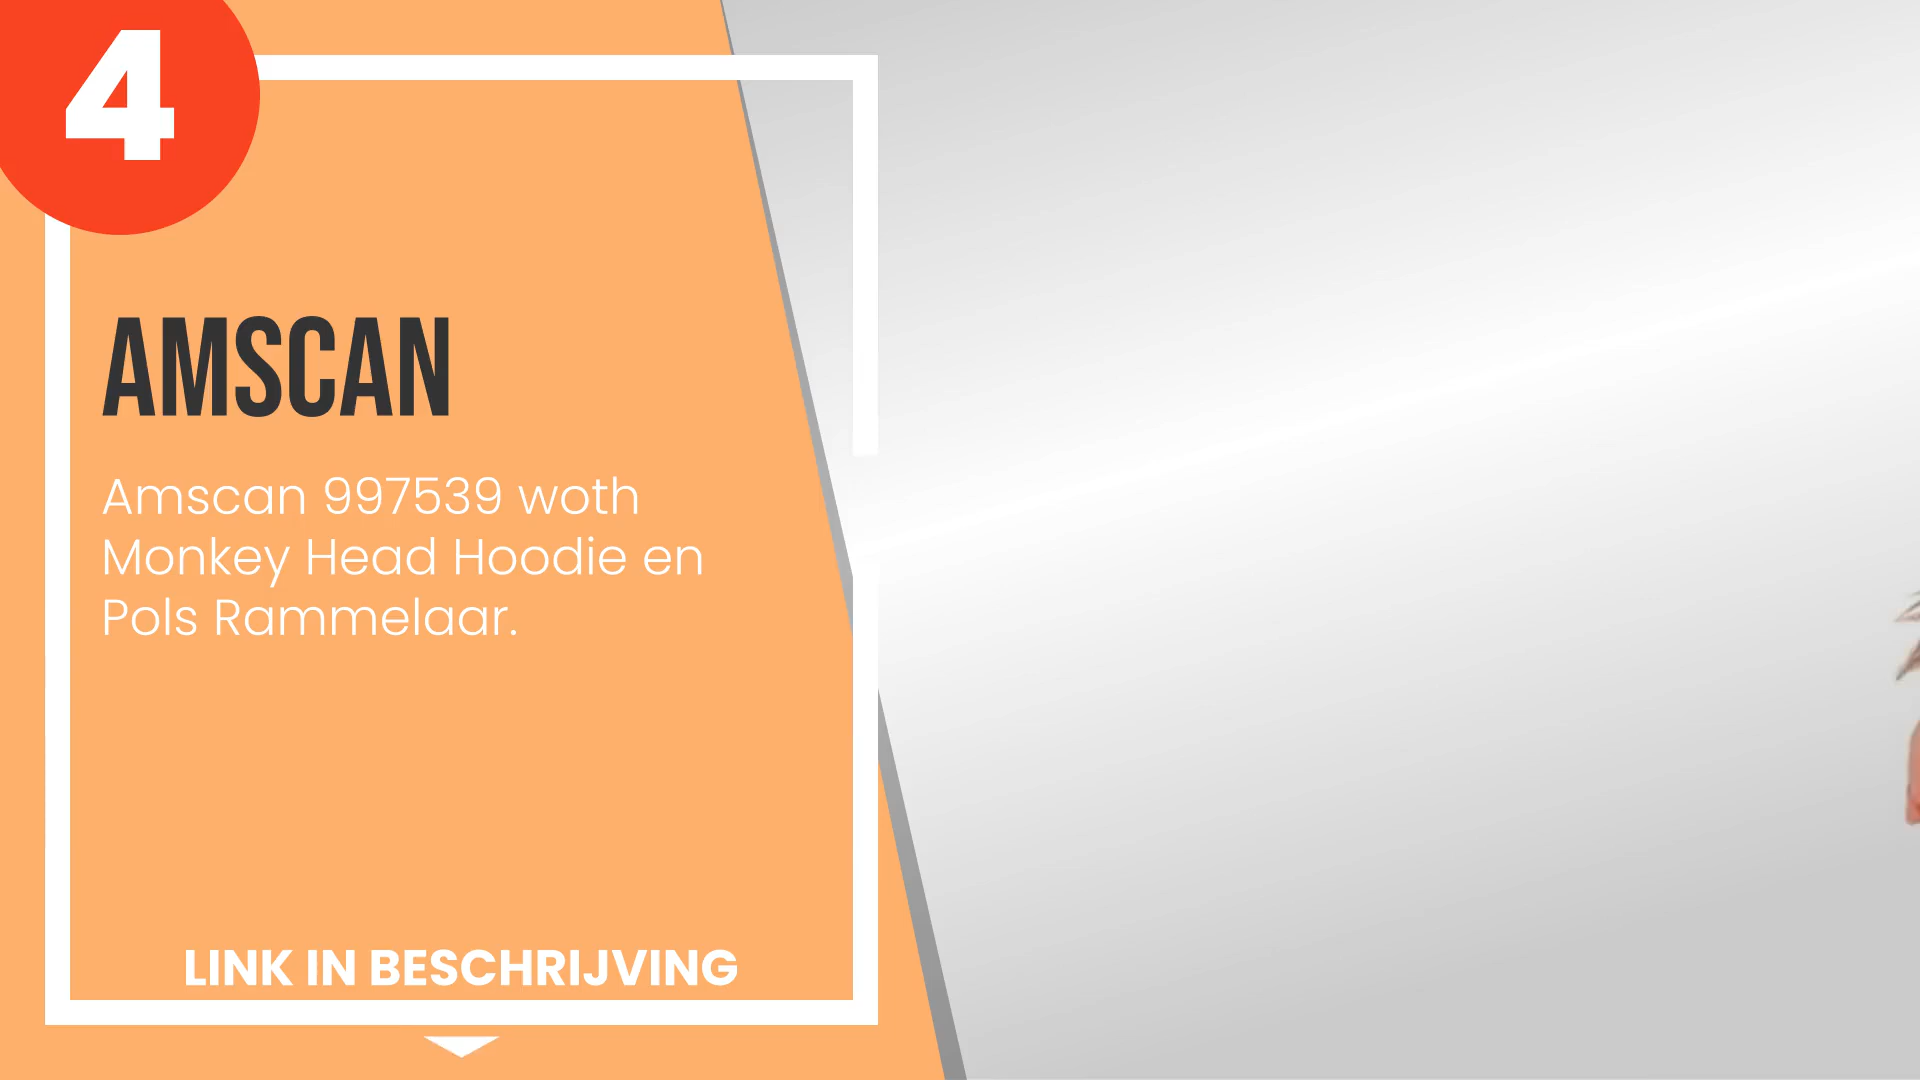 4
AMSCAN
Amscan 997539 woth
Monkey Head Hoodie en
Pols Rammelaar.
LINK IN BESCHRIJVING